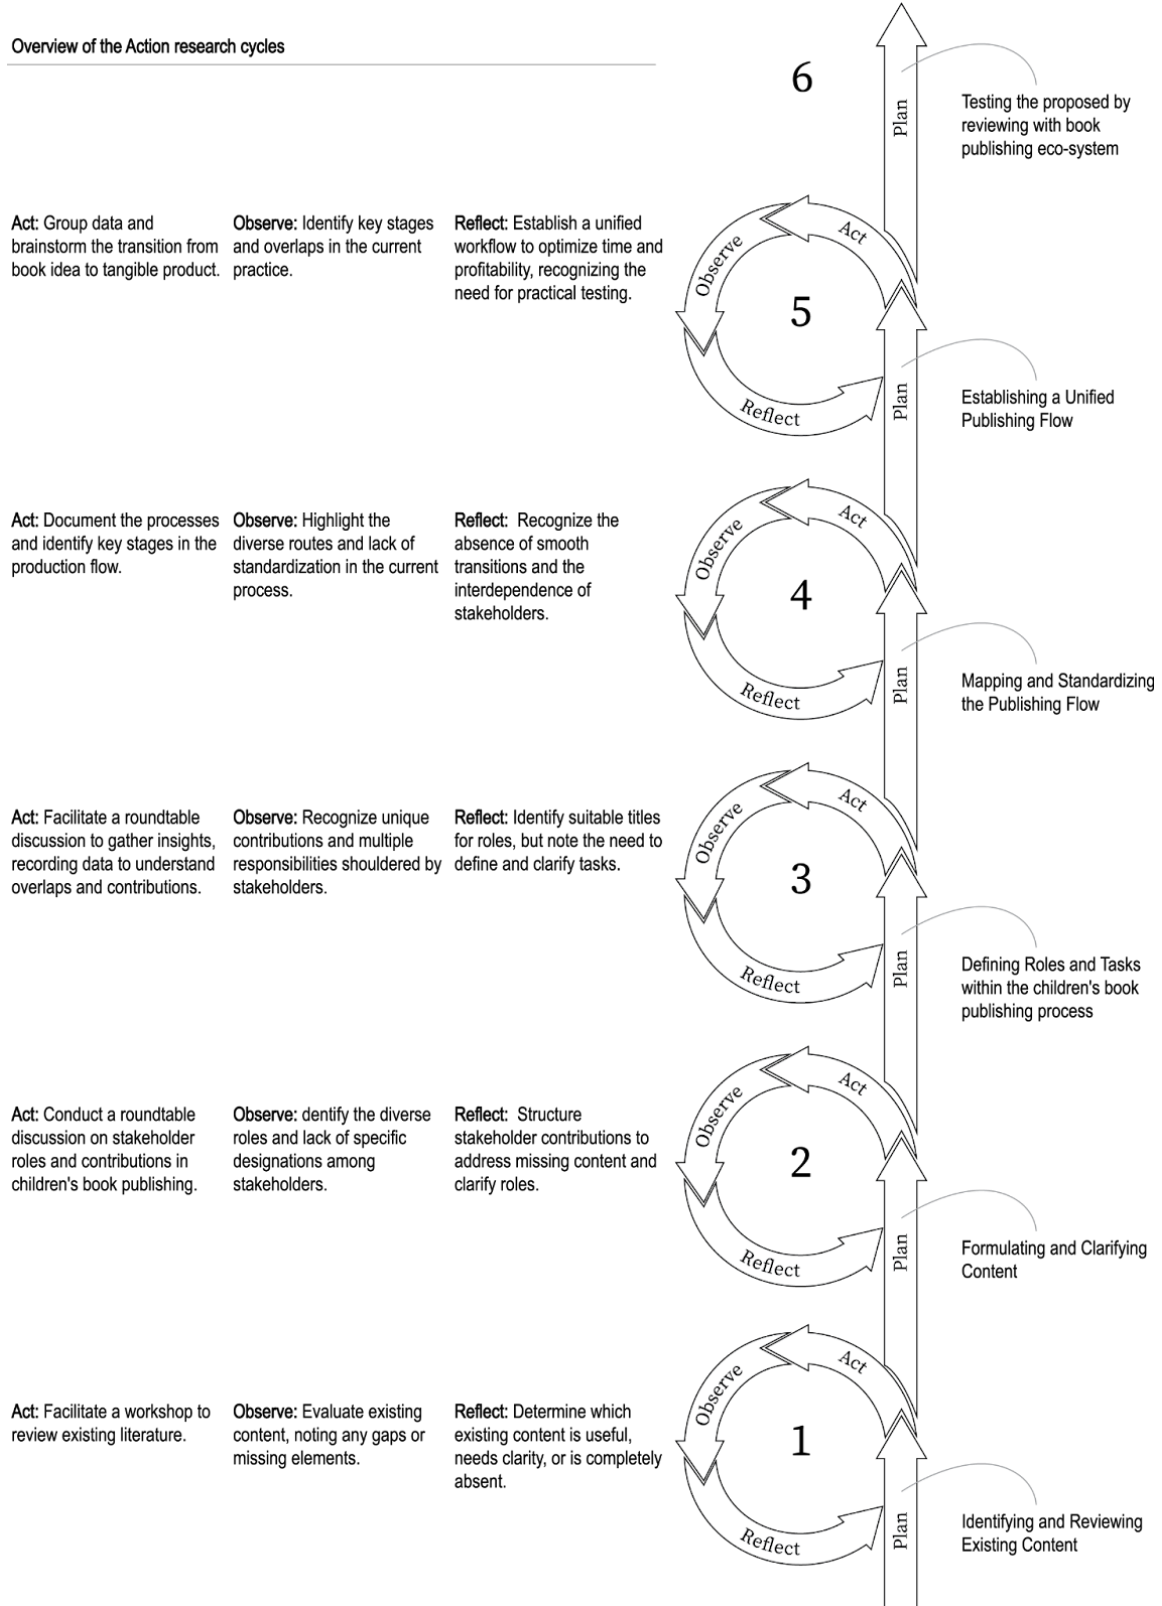 Overview of the Action research cycles
6
Plan
Testing the proposed by
reviewing with book
publishing eco-system
Act: Group data and
brainstorm the transition from
book idea to tangible product.
Observe: Identify key stages
and overlaps in the current
practice.
Reflect: Establish a unified
workflow to optimize time and
profitability, recognizing the
need for practical testing.
Act
Observe
5
Reflect
Plan
Establishing a Unified
Publishing Flow
Act: Document the processes
and identify key stages in the
production flow.
Observe: Highlight the
diverse routes and lack of
standardization in the current
process.
Reflect: Recognize the
absence of smooth
transitions and the
interdependence of
stakeholders.
Act
Observe
4
Reflect
Plan
Mapping and Standardizing
the Publishing Flow
Act: Facilitate a roundtable
discussion to gather insights,
recording data to understand
overlaps and contributions.
Observe: Recognize unique
contributions and multiple
responsibilities shouldered by
stakeholders.
Reflect: Identify suitable titles
for roles, but note the need to
define and clarify tasks.
Act
Observe
3
Reflect
Plan
Defining Roles and Tasks
within the children's book
publishing process
Act: Conduct a roundtable
discussion on stakeholder
roles and contributions in
children's book publishing.
Observe: dentify the diverse
roles and lack of specific
designations among
stakeholders.
Reflect: Structure
stakeholder contributions to
address missing content and
clarify roles.
Act
Observe
2
Reflect
Plan
Formulating and Clarifying
Content
Act: Facilitate a workshop to
review existing literature.
Observe: Evaluate existing
content, noting any gaps or
missing elements.
Reflect: Determine which
existing content is useful,
needs clarity, or is completely
absent.
Act
Observe
1
Reflect
Plan
Identifying and Reviewing
Existing Content